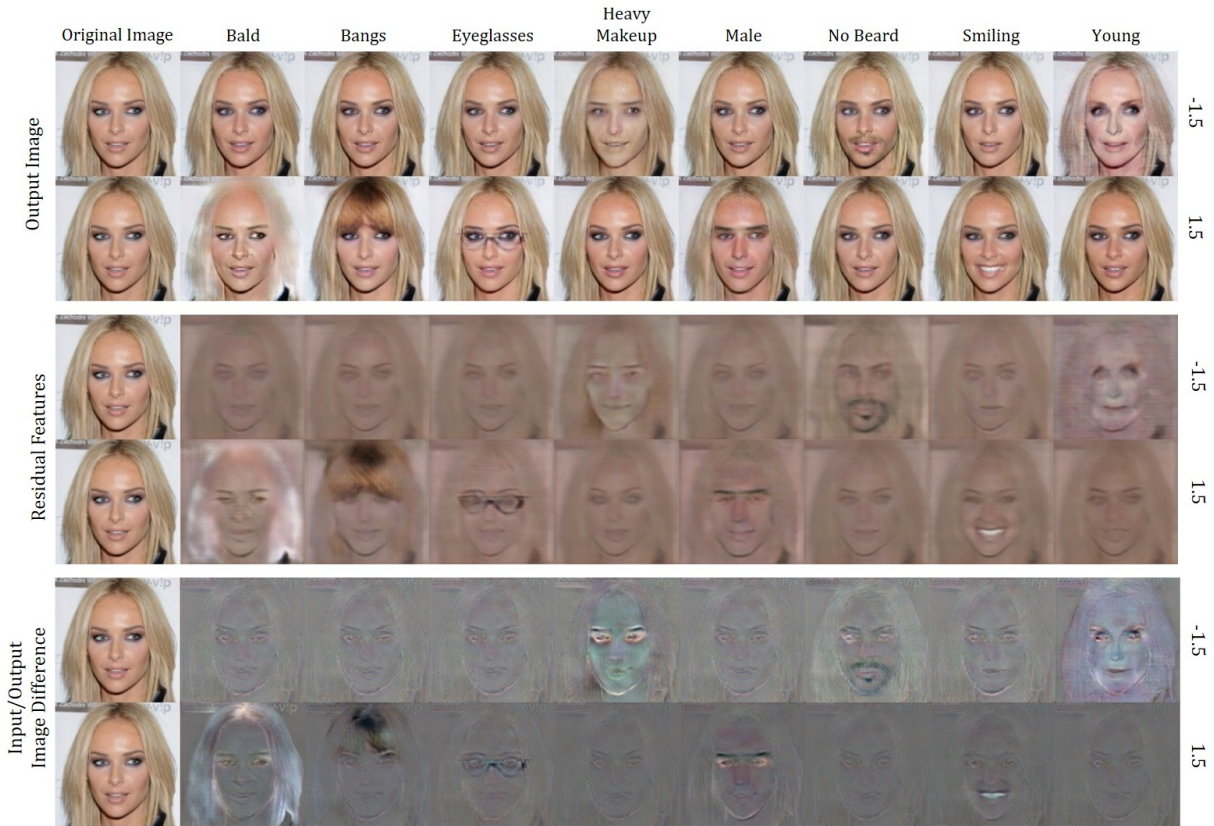 Heavy
Original Image Bald Bangs Eyeglasses Makeup Male No Beard Smiling Young
Output Image
-1.5
1.5
Residual Features
-1.5
1.5
Input/Output
Image Difference
-1.5
1.5